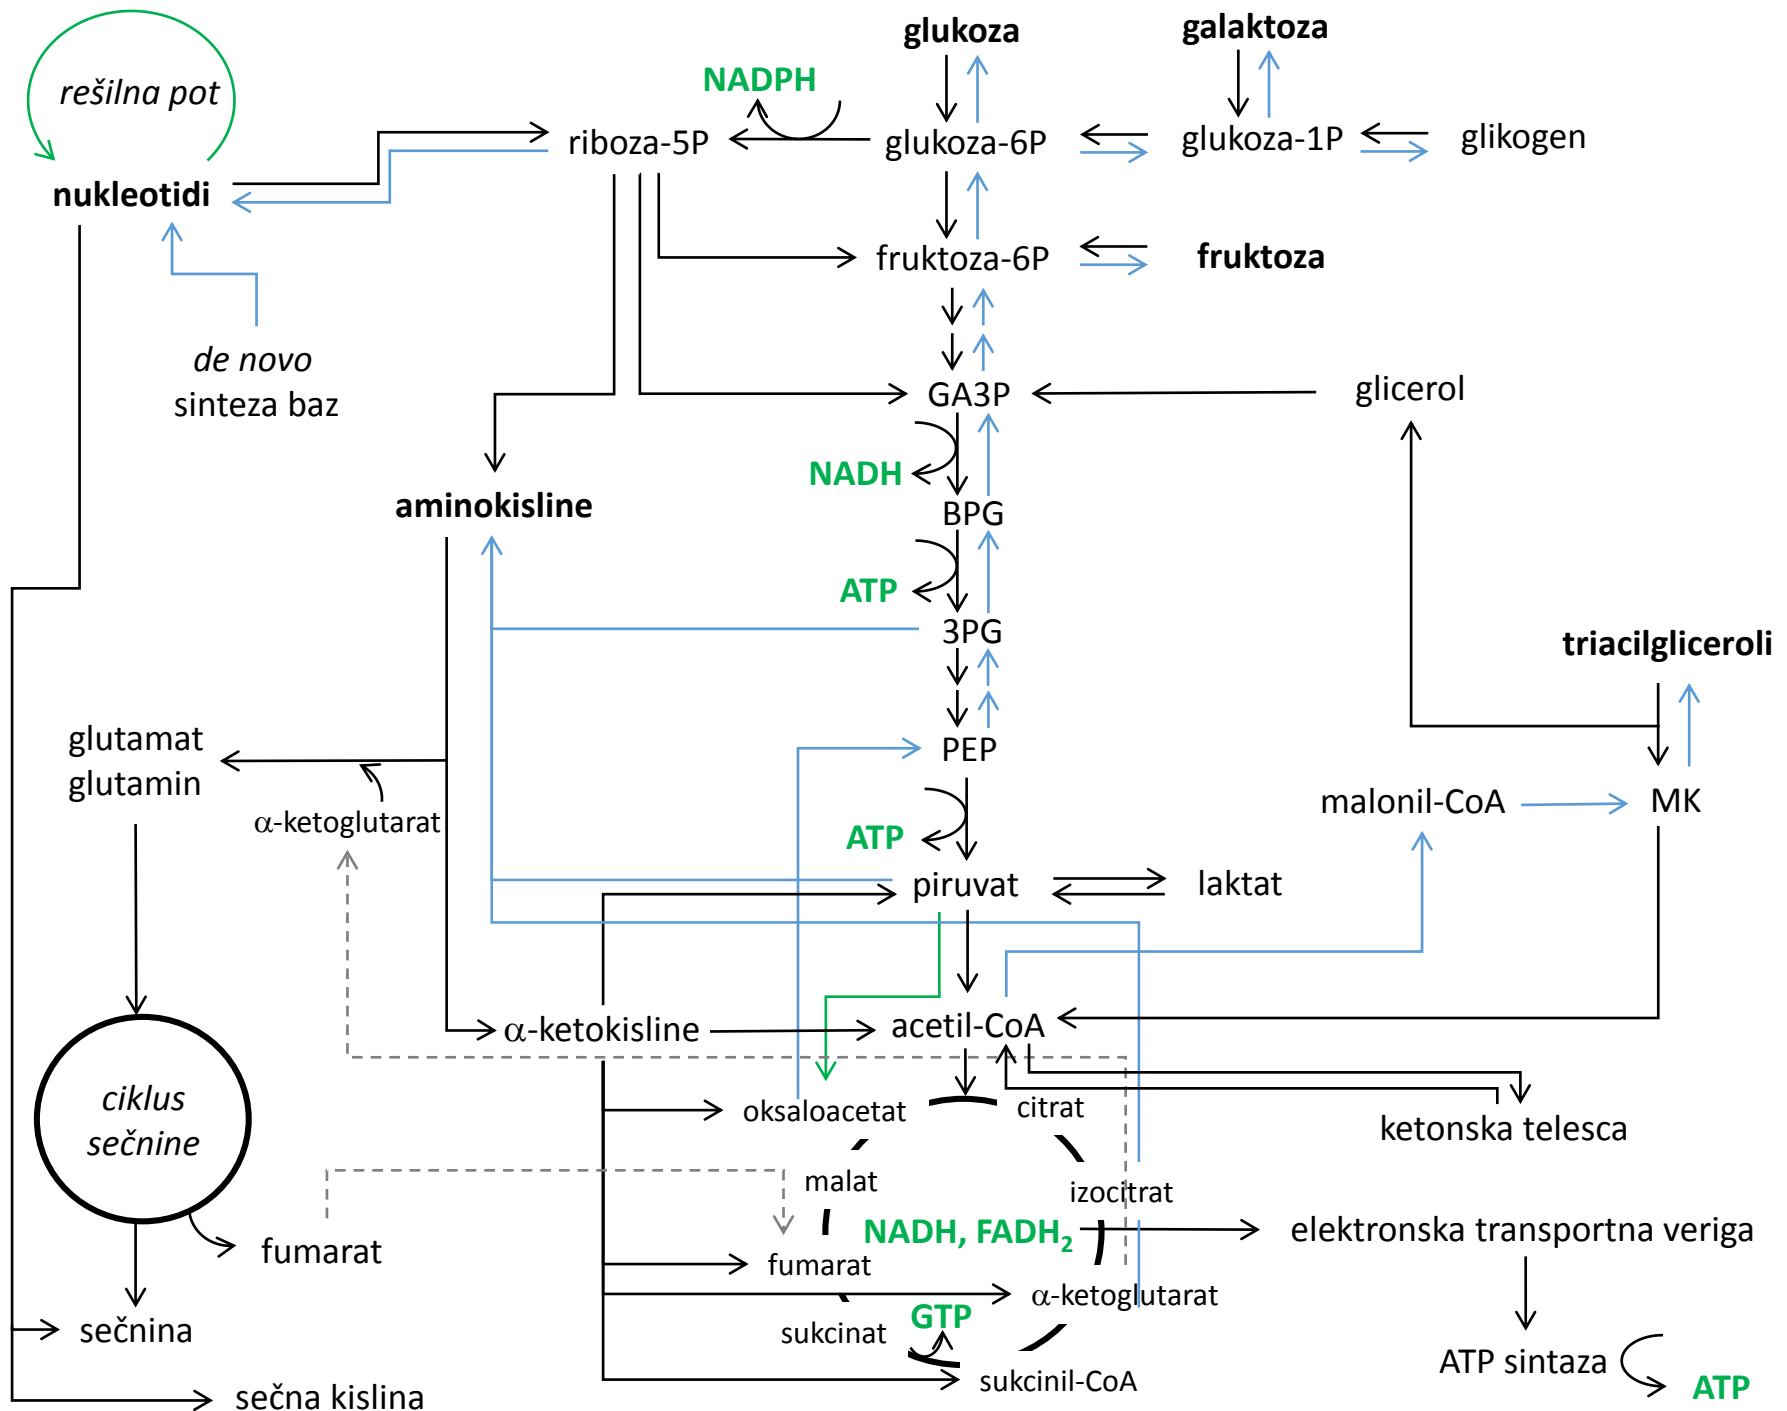 glukoza
galaktoza
rešilna pot
NADPH
riboza-5P
glukoza-6P
glukoza-1P
glikogen
nukleotidi
fruktoza-6P
fruktoza
de novo
sinteza baz
GA3P
glicerol
NADH
aminokisline
BPG
ATP
3PG
triacilgliceroli
glutamat
glutamin
PEP
α-ketoglutarat
malonil-CoA
MK
ATP
piruvat
laktat
α-ketokisline
acetil-CoA
ciklus
sečnine
oksaloacetat
citrat
ketonska telesca
malat
izocitrat
NADH, FADH₂
elektronska transportna veriga
fumarat
fumarat
α-ketoglutarat
GTP
sečnina
sukcinat
ATP sintaza
sukcinil-CoA
ATP
sečna kislina